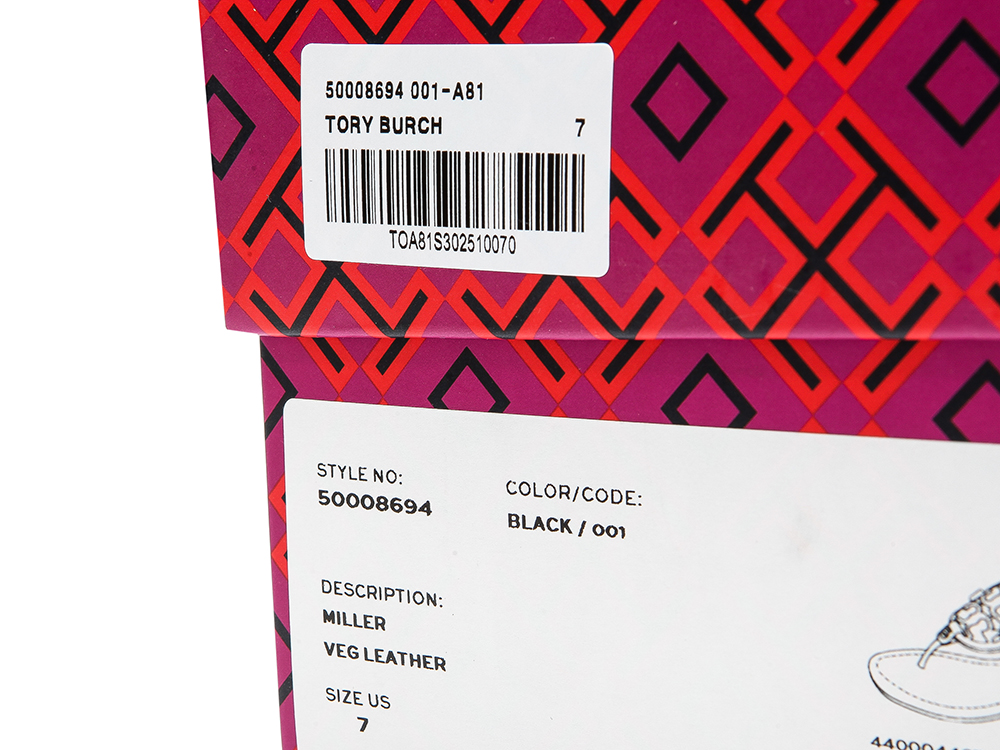 50008694 001-A81
TORY BURCH 7
TOA81S302510070
STYLE NO:
50008694
COLOR/CODE:
BLACK / 001
DESCRIPTION:
MILLER
VEG LEATHER
SIZE US
7